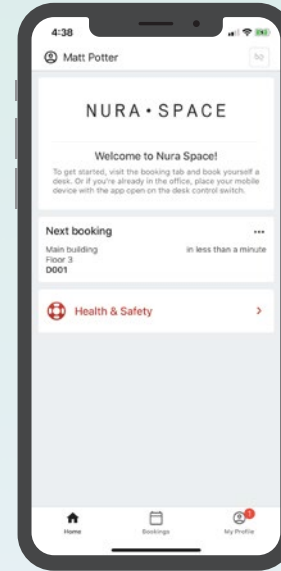 4:38
Matt Potter
NURA • SPACE
Welcome to Nura Space!
To get started, visit the booking tab and book yourself a
desk. Or if you're already in the office, place your mobile
device with the app open on the desk control switch.
Next booking
Main building in less than a minute
Floor 3
D001
Health & Safety
1
Home Bookings My Profile